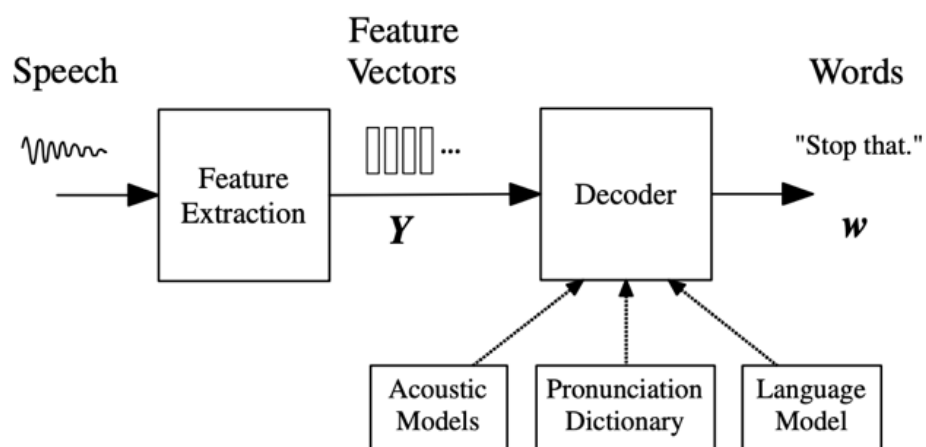 Speech
Feature
Vectors
Words
...
"Stop that."
Feature
Extraction
Decoder
Y
w
Acoustic
Models
Pronunciation
Dictionary
Language
Model